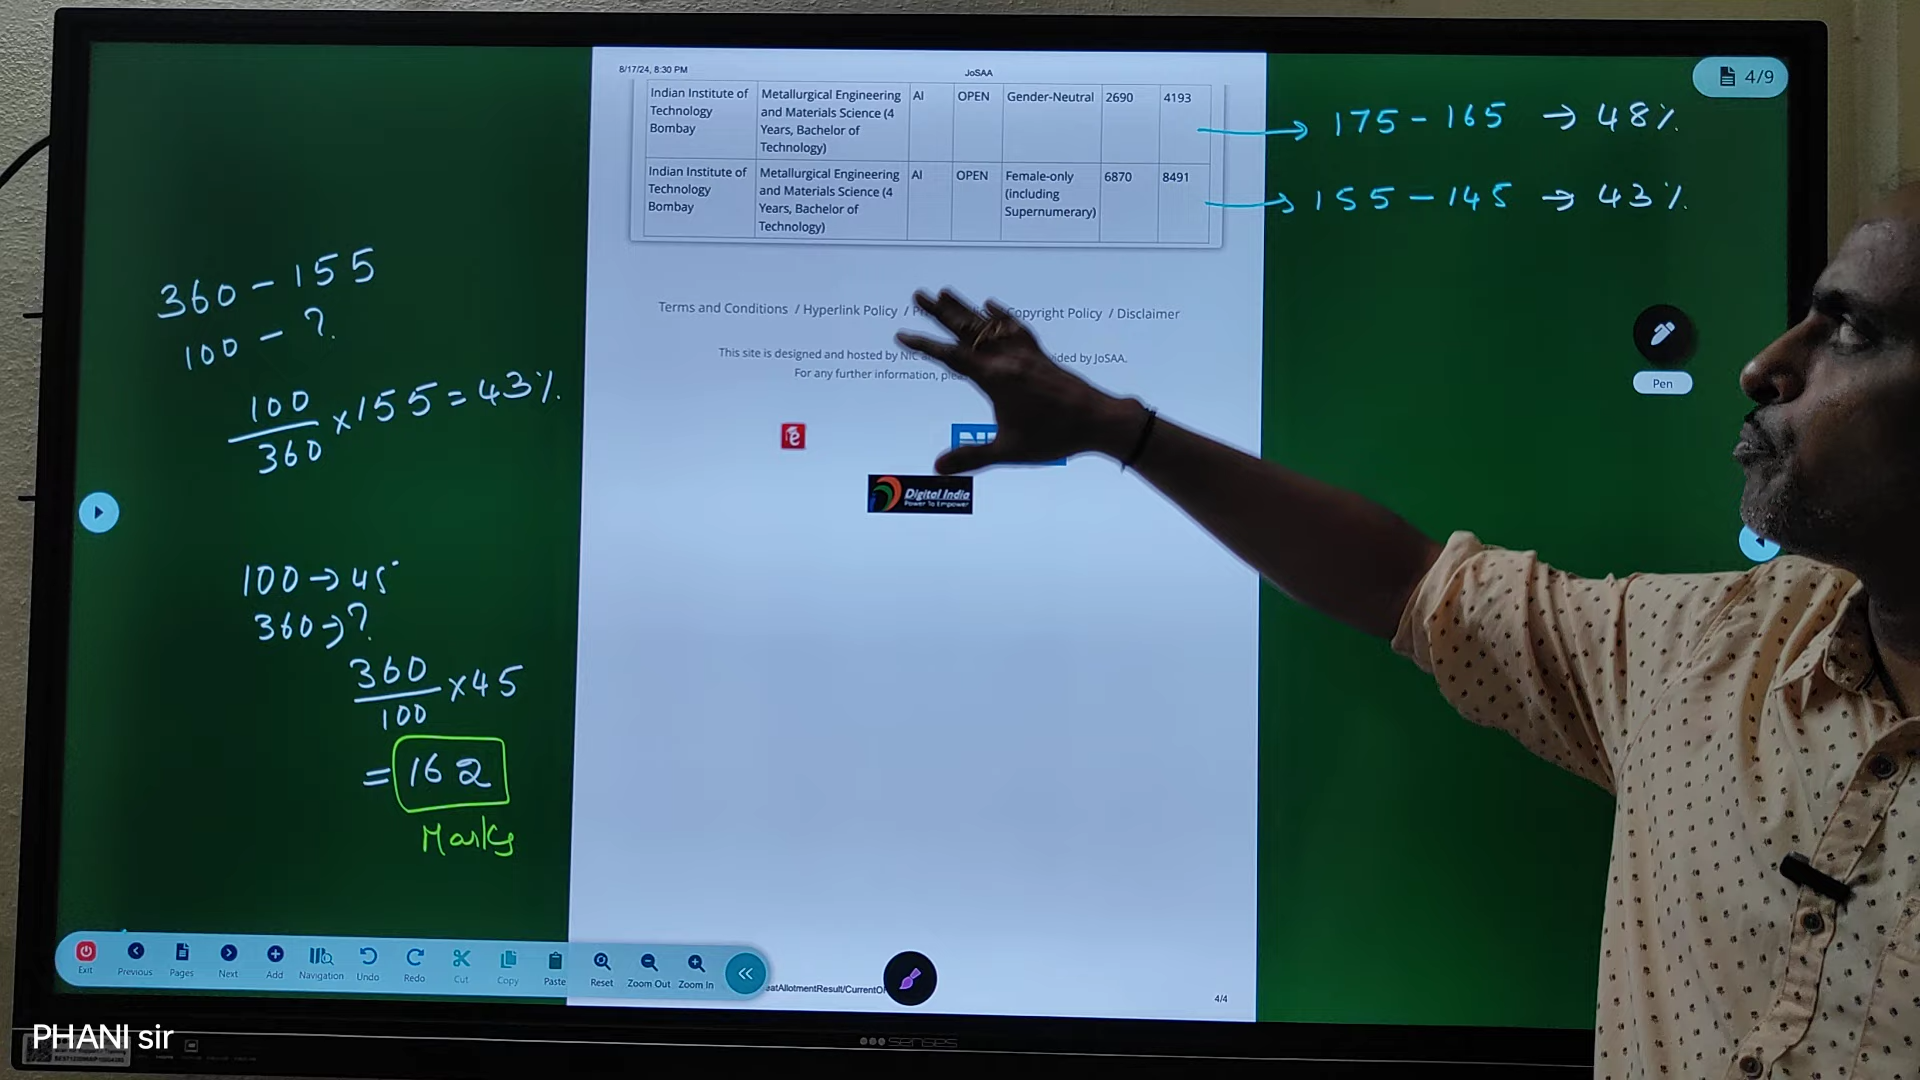 8/17/24, 8:30 PM
JoSAA
4/9
Indian Institute of Technology Bombay
Metallurgical Engineering and Materials Science (4 Years, Bachelor of Technology)
AI
OPEN
Gender-Neutral
2690
4193
175 - 165 → 48%
Indian Institute of Technology Bombay
Metallurgical Engineering and Materials Science (4 Years, Bachelor of Technology)
AI
OPEN
Female-only (including Supernumerary)
6870
8491
155 - 145 → 43%
360 - 155
100 - ?
100
360
× 155 = 43%
Terms and Conditions / Hyperlink Policy / Copyright Policy / Disclaimer
This site is designed and hosted by NIC by JoSAA.
For any further information,
Digital India
Power To Empower
Pen
100 → 45
360 → ?
360
100
× 45
= 162
Marks
Exit
Previous
Pages
Next
Add
Navigation
Undo
Redo
Cut
Copy
Paste
Reset
Zoom Out
Zoom In
eatAllotmentResult/CurrentO
4/4
PHANI sir
senses